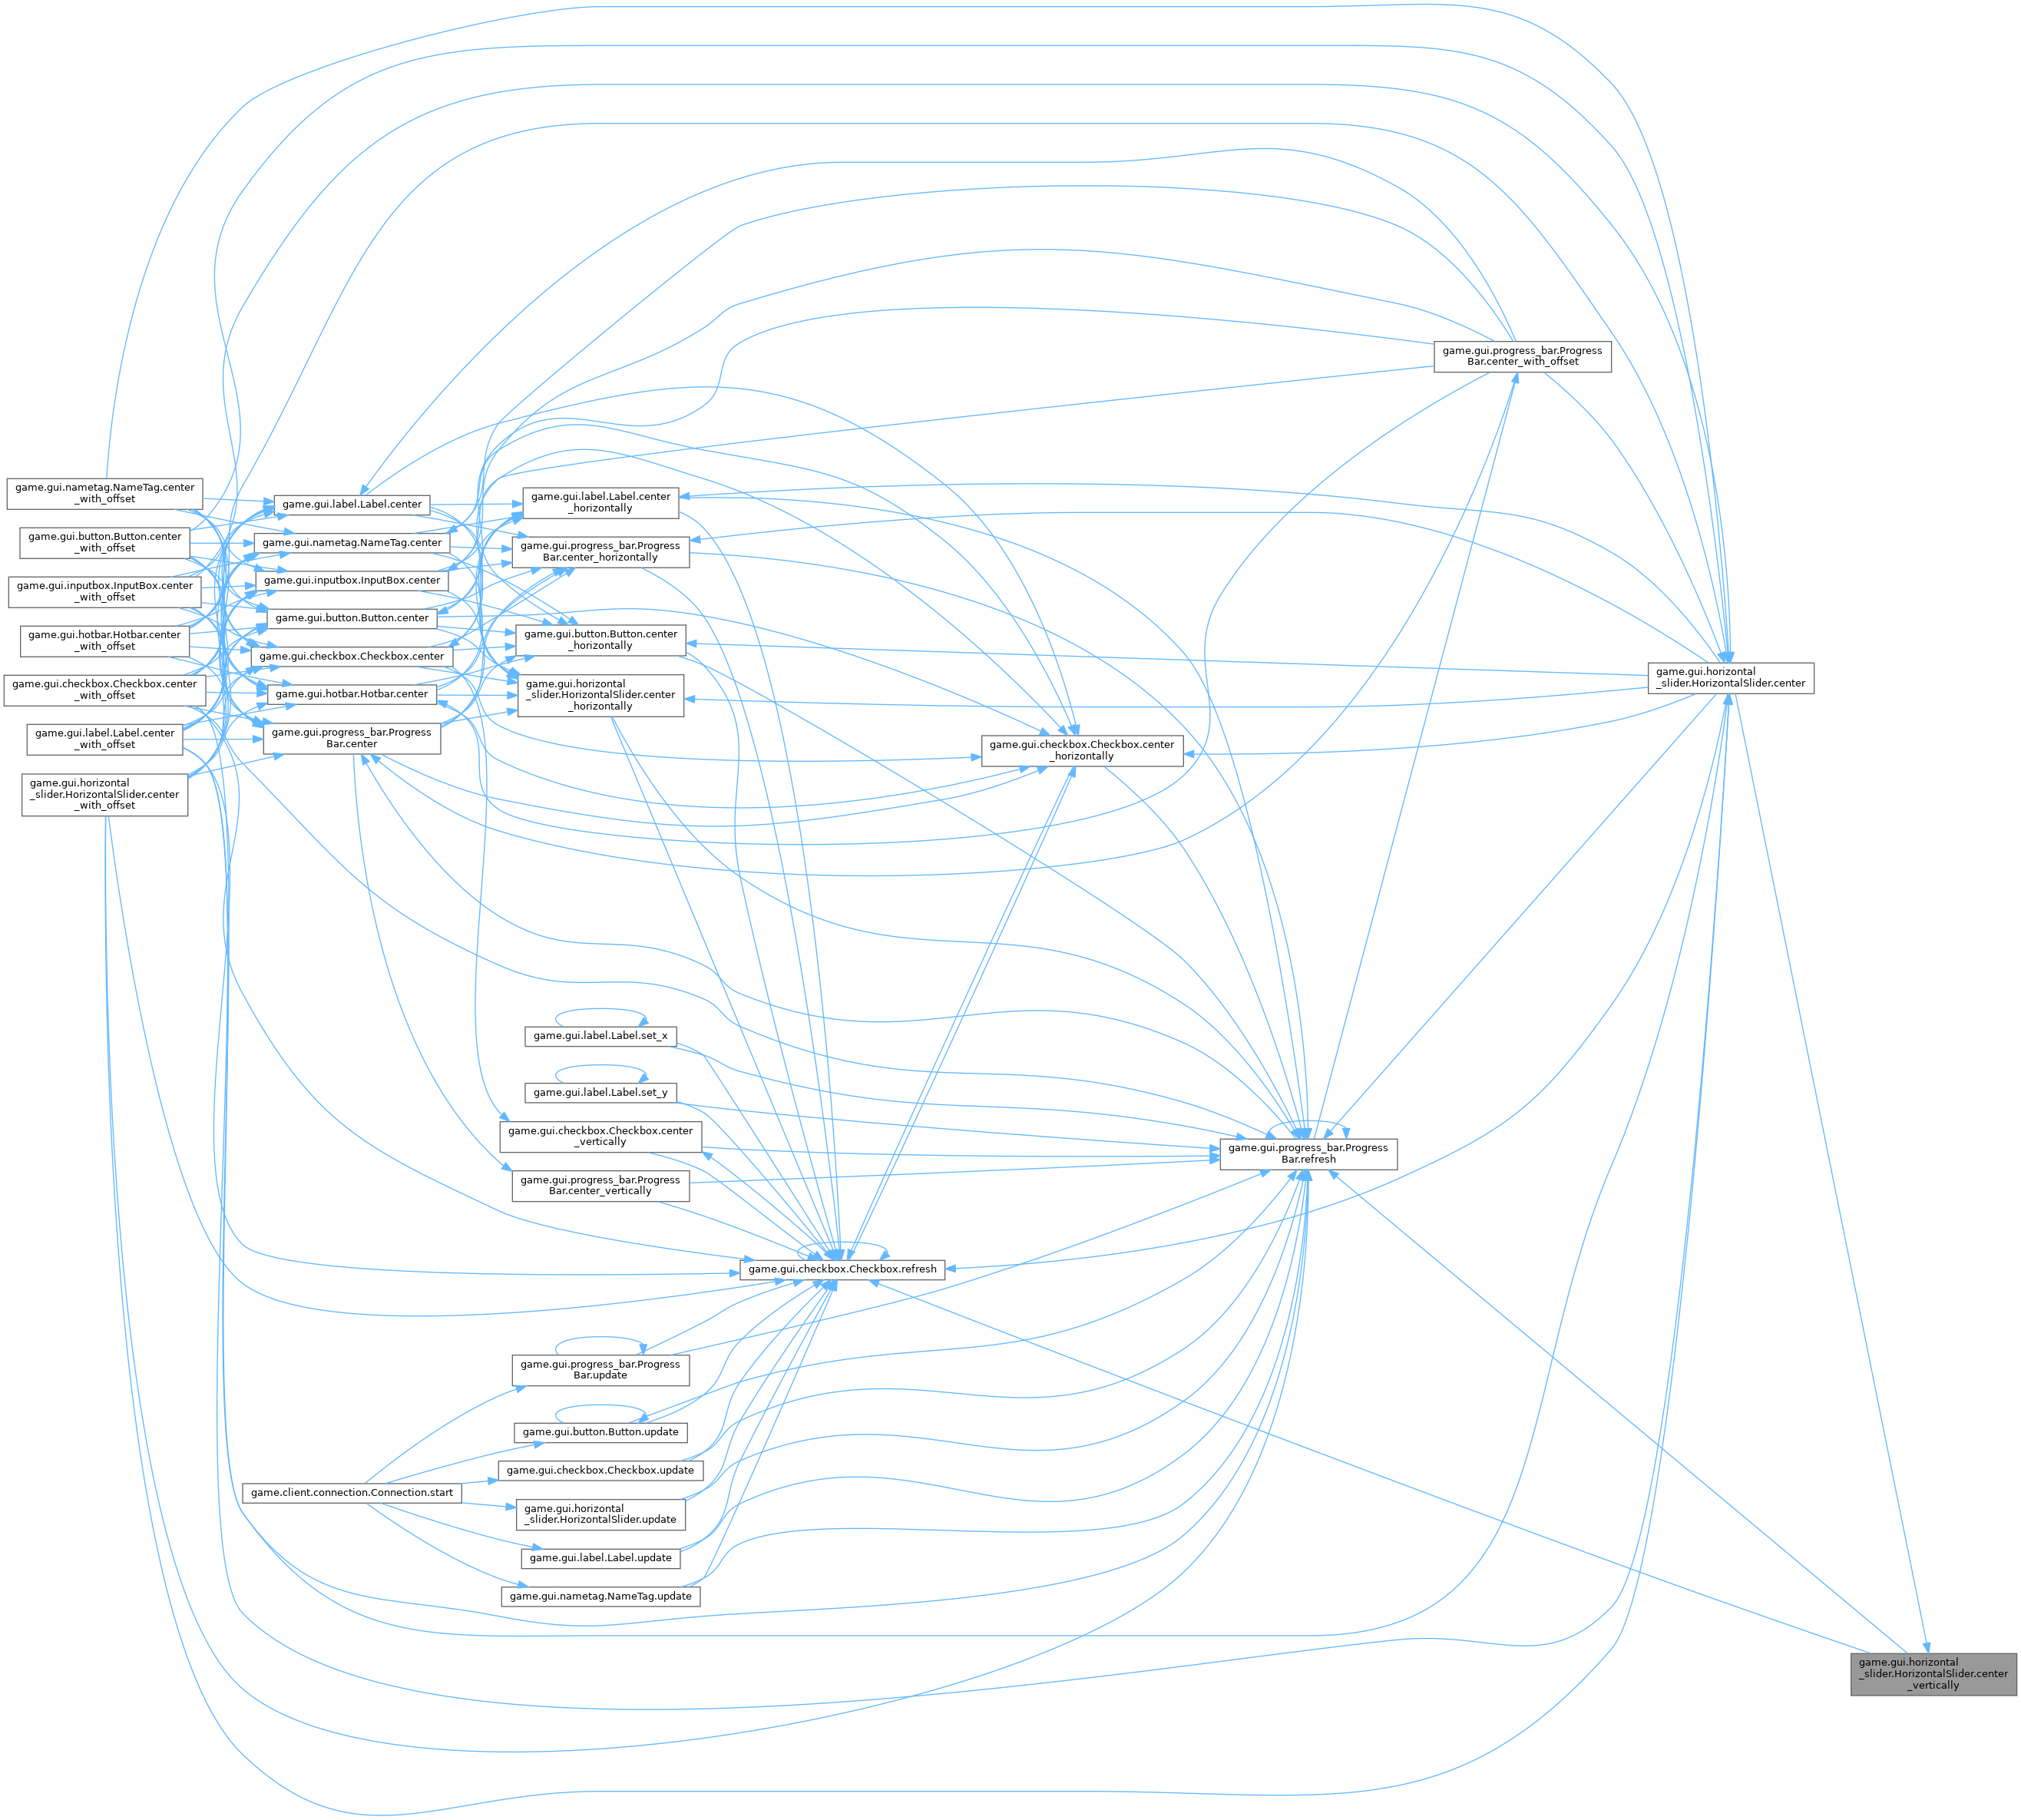 game.gui.progress_bar.Progress
Bar.center_with_offset
game.gui.nametag.NameTag.center
_with_offset
game.gui.button.Button.center
_with_offset
game.gui.inputbox.InputBox.center
_with_offset
game.gui.hotbar.Hotbar.center
_with_offset
game.gui.checkbox.Checkbox.center
_with_offset
game.gui.label.Label.center
_with_offset
game.gui.horizontal
_slider.HorizontalSlider.center
_with_offset
game.gui.label.Label.center
game.gui.nametag.NameTag.center
game.gui.inputbox.InputBox.center
game.gui.button.Button.center
game.gui.checkbox.Checkbox.center
game.gui.hotbar.Hotbar.center
game.gui.progress_bar.Progress
Bar.center
game.gui.label.Label.center
_horizontally
game.gui.progress_bar.Progress
Bar.center_horizontally
game.gui.button.Button.center
_horizontally
game.gui.horizontal
_slider.HorizontalSlider.center
_horizontally
game.gui.checkbox.Checkbox.center
_horizontally
game.gui.horizontal
_slider.HorizontalSlider.center
game.gui.label.Label.set_x
game.gui.label.Label.set_y
game.gui.checkbox.Checkbox.center
_vertically
game.gui.progress_bar.Progress
Bar.center_vertically
game.gui.progress_bar.Progress
Bar.refresh
game.gui.checkbox.Checkbox.refresh
game.gui.progress_bar.Progress
Bar.update
game.gui.button.Button.update
game.gui.checkbox.Checkbox.update
game.client.connection.Connection.start
game.gui.horizontal
_slider.HorizontalSlider.update
game.gui.label.Label.update
game.gui.nametag.NameTag.update
game.gui.horizontal
_slider.HorizontalSlider.center
_vertically